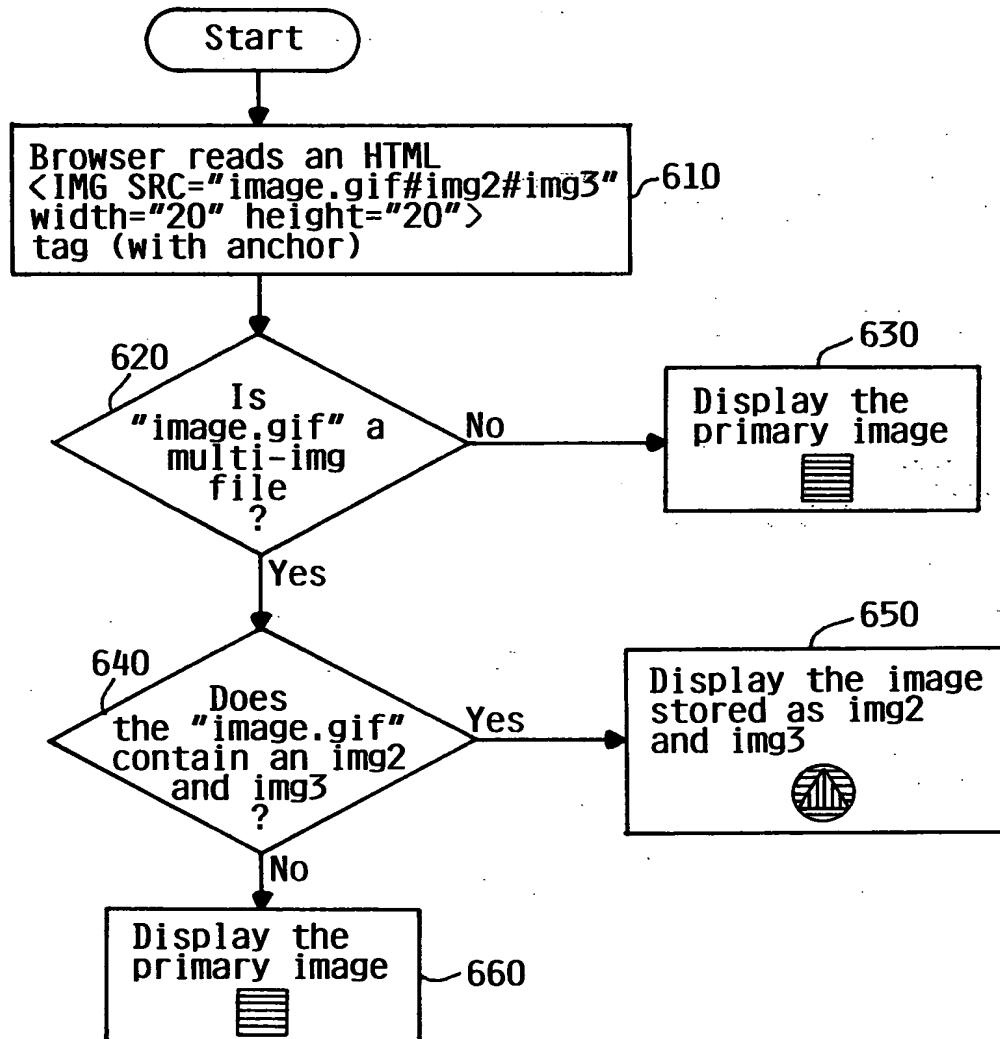 Start
Browser reads an HTML
<IMG SRC="image.gif#img2#img3"
width="20" height="20">
tag (with anchor)
610
620
Is
"image.gif" a
multi-img
file
?
No
630
Display the
primary image
Yes
640
Does
the "image.gif"
contain an img2
and img3
?
Yes
650
Display the image
stored as img2
and img3
No
Display the
primary image
660